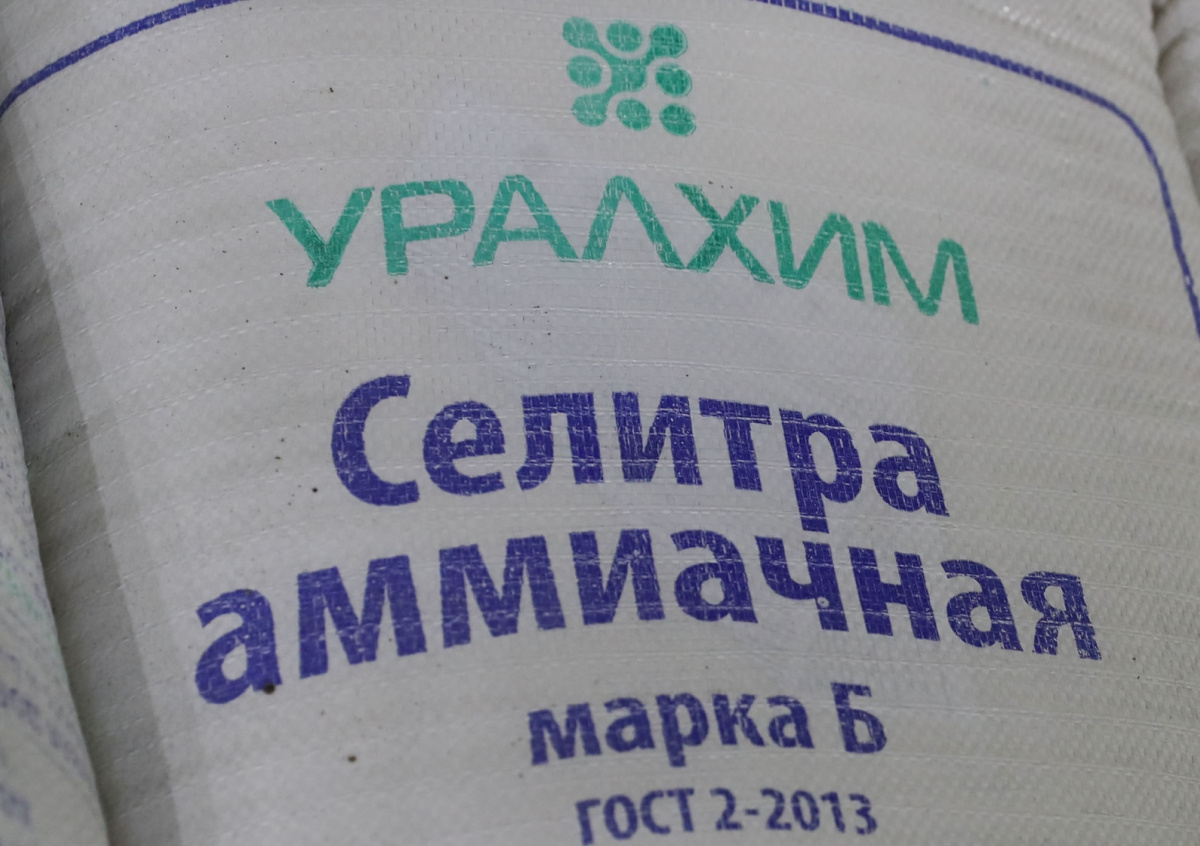 УРАЛХИМ
Селитра
аммиачная
марка Б
ГОСТ 2-2013